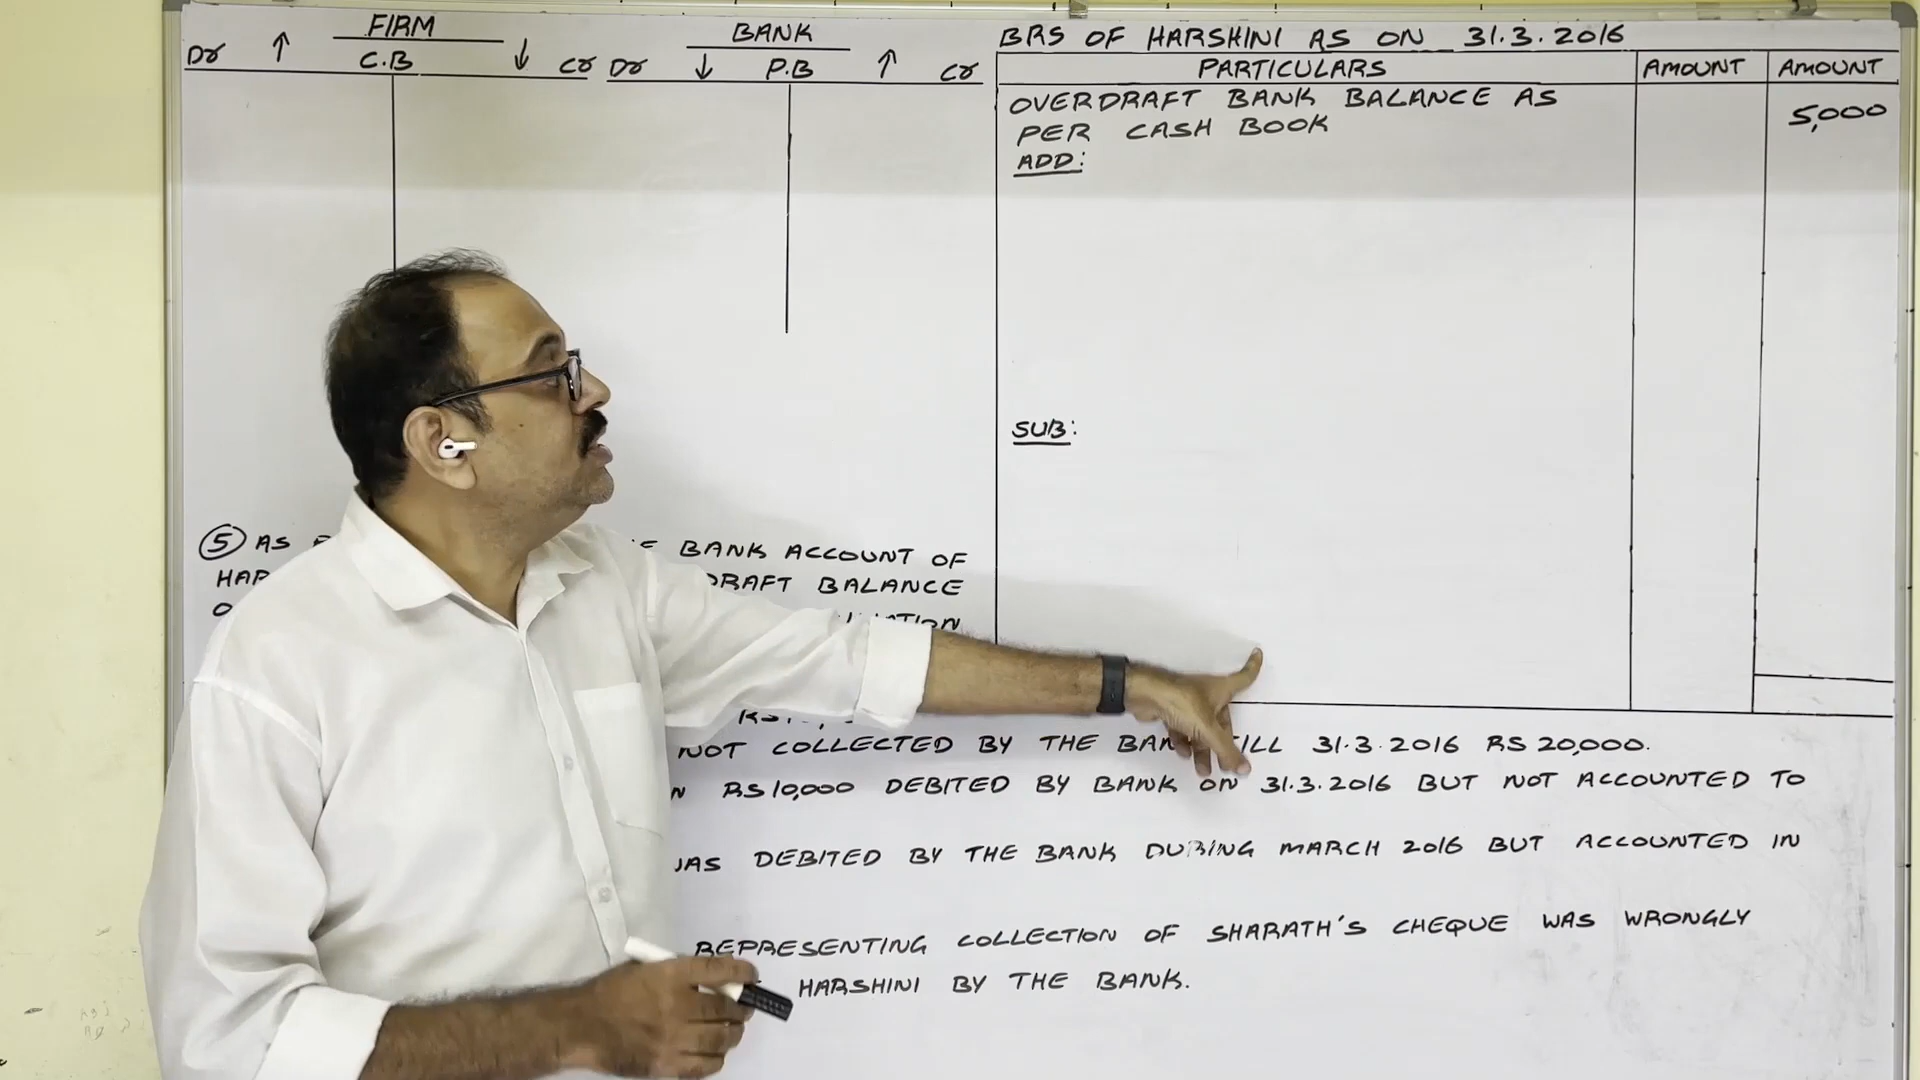 FIRM
Dr ↑ C.B ↓ Cr
BANK
Dr ↓ P.B ↑ Cr
BRS OF HARSHINI AS ON 31.3.2016
PARTICULARS AMOUNT AMOUNT
OVERDRAFT BANK BALANCE AS 5,000
PER CASH BOOK
ADD:
SUB:
5 AS BANK ACCOUNT OF
BALANCE
NOT COLLECTED BY THE 31.3.2016 RS 20,000.
RS 10,000 DEBITED BY BANK ON 31.3.2016 BUT NOT ACCOUNTED TO
DEBITED BY THE BANK DURING MARCH 2016 BUT ACCOUNTED IN
REPRESENTING COLLECTION OF SHARATH'S CHEQUE WAS WRONGLY
HARSHINI BY THE BANK.